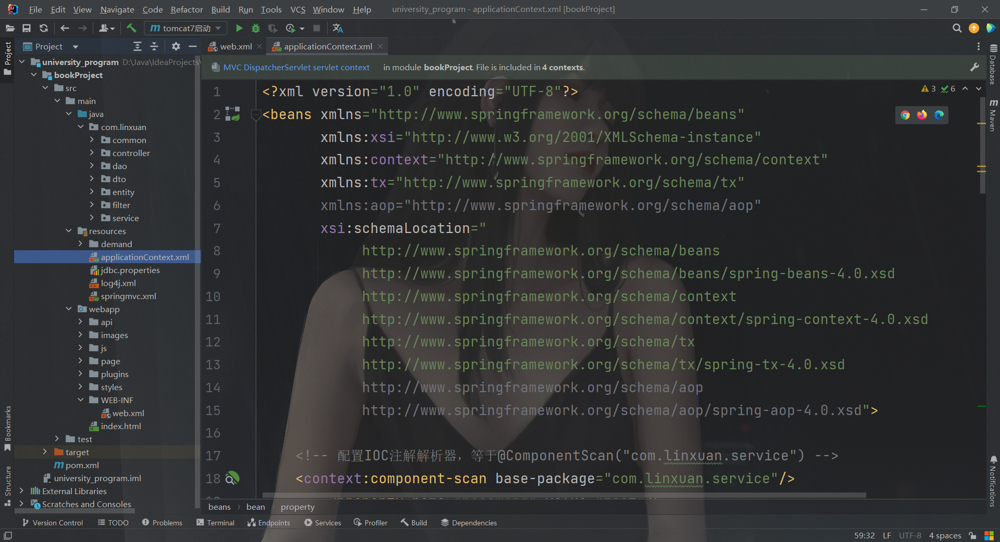 File Edit View Navigate Code Refactor Build Run Tools VCS Window Help university_program - applicationContext.xml [bookProject]
tomcat7启动
Project
web.xml applicationContext.xml
MVC DispatcherServlet servlet context in module bookProject. File is included in 4 contexts.
3 6
Project
Bookmarks
Structure
university_program D:\Java\IdeaProjects\
bookProject
src
main
java
com.linxuan
common
controller
dao
dto
entity
filter
service
resources
demand
applicationContext.xml
jdbc.properties
log4j.xml
springmvc.xml
webapp
api
images
js
page
plugins
styles
WEB-INF
web.xml
index.html
test
target
pom.xml
university_program.iml
External Libraries
Scratches and Consoles
1 <?xml version="1.0" encoding="UTF-8"?>
2 <beans xmlns="http://www.springframework.org/schema/beans"
3 xmlns:xsi="http://www.w3.org/2001/XMLSchema-instance"
4 xmlns:context="http://www.springframework.org/schema/context"
5 xmlns:tx="http://www.springframework.org/schema/tx"
6 xmlns:aop="http://www.springframework.org/schema/aop"
7 xsi:schemaLocation="
8 http://www.springframework.org/schema/beans
9 http://www.springframework.org/schema/beans/spring-beans-4.0.xsd
10 http://www.springframework.org/schema/context
11 http://www.springframework.org/schema/context/spring-context-4.0.xsd
12 http://www.springframework.org/schema/tx
13 http://www.springframework.org/schema/tx/spring-tx-4.0.xsd
14 http://www.springframework.org/schema/aop
15 http://www.springframework.org/schema/aop/spring-aop-4.0.xsd">
16
17 <!-- 配置IOC注解解析器，等于@ComponentScan("com.linxuan.service") -->
18 <context:component-scan base-package="com.linxuan.service"/>
Database
Maven
Notifications
beans bean property
Version Control TODO Problems Terminal Endpoints Services Profiler Build Dependencies
59:32 LF UTF-8 4 spaces